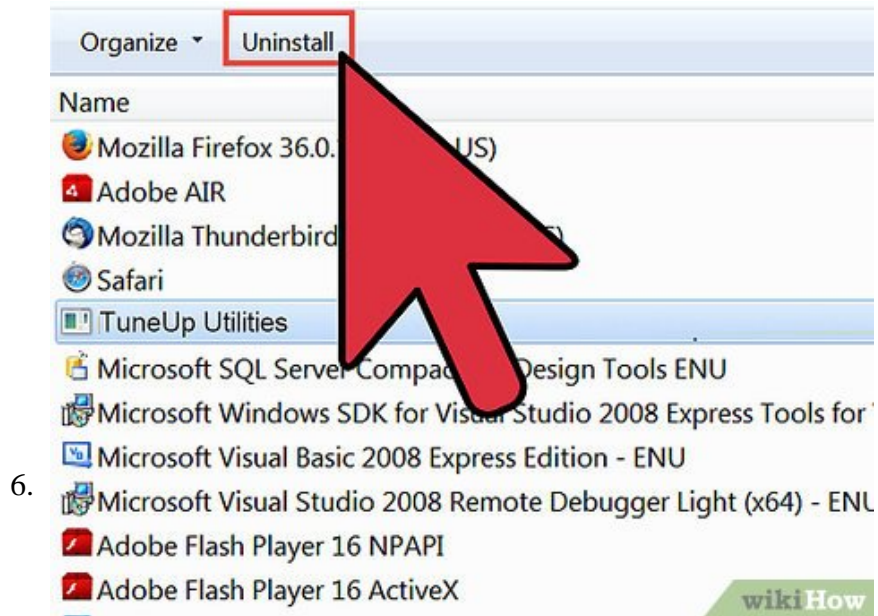 Organize Uninstall
Name
Mozilla Firefox 36.0. US)
Adobe AIR
Mozilla Thunderbird
Safari
TuneUp Utilities
Microsoft SQL Server Compac Design Tools ENU
Microsoft Windows SDK for Visual Studio 2008 Express Tools for
Microsoft Visual Basic 2008 Express Edition - ENU
6.
Microsoft Visual Studio 2008 Remote Debugger Light (x64) - ENU
Adobe Flash Player 16 NPAPI
Adobe Flash Player 16 ActiveX
wikiHow